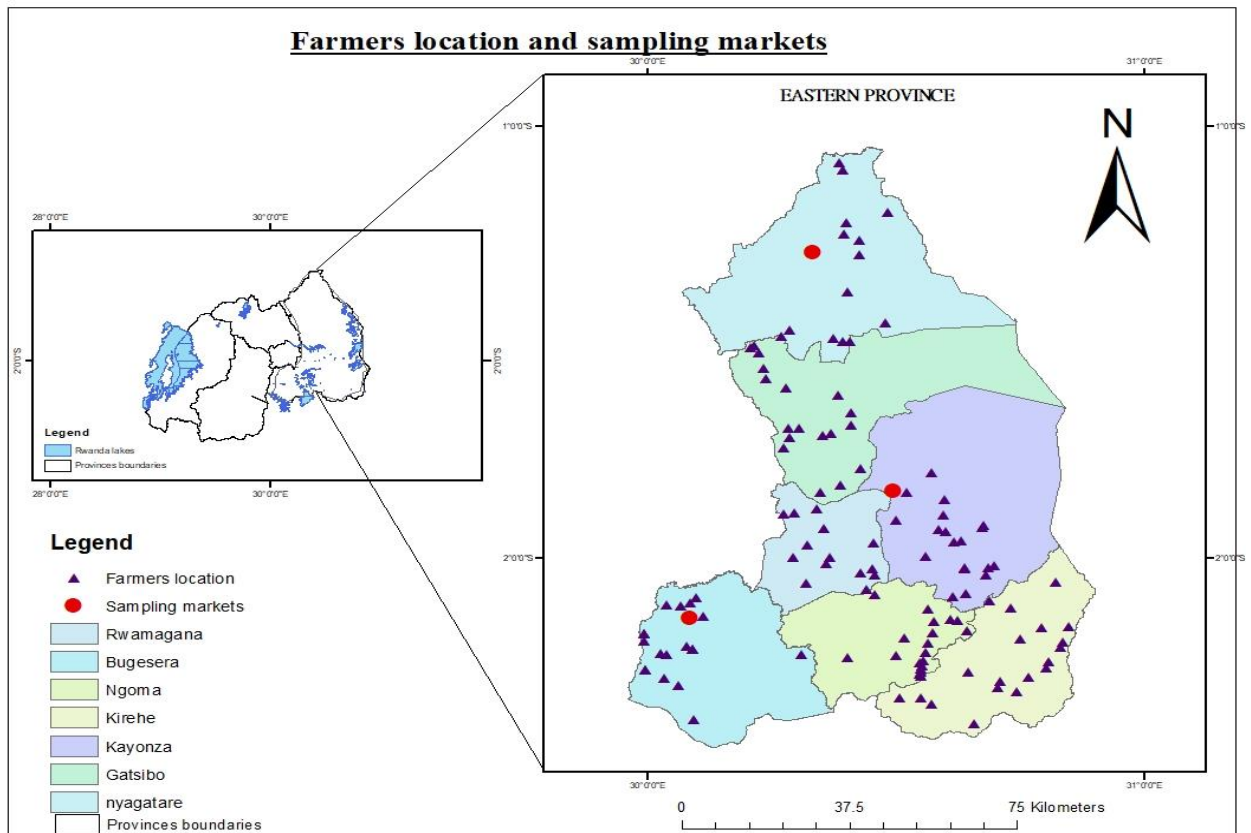 Farmers location and sampling markets
30°0'0"E
31°0'0"E
EASTERN PROVINCE
1°0'0"S
1°0'0"S
N
28°0'0"E
30°0'0"E
2°0'0"S
2°0'0"S
Legend
Rwanda lakes
Provinces boundaries
28°0'0"E
30°0'0"E
2°0'0"S
2°0'0"S
Legend
Farmers location
Sampling markets
Rwamagana
Bugesera
Ngoma
Kirehe
Kayonza
Gatsibo
nyagatare
Provinces boundaries
30°0'0"E
31°0'0"E
0 37.5 75 Kilometers